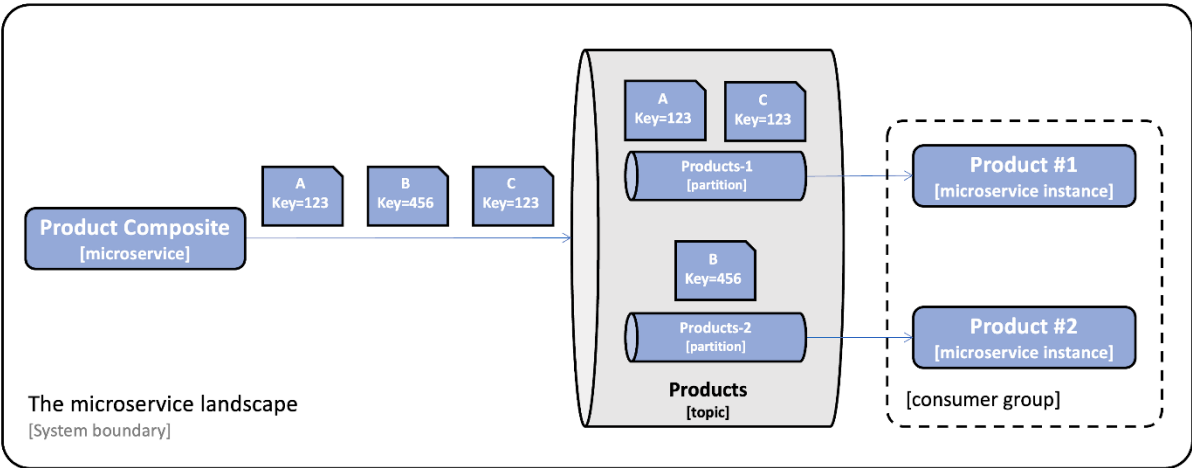 Product Composite
[microservice]
A
Key=123
B
Key=456
C
Key=123
A
Key=123
C
Key=123
Products-1
[partition]
B
Key=456
Products-2
[partition]
Products
[topic]
Product #1
[microservice instance]
Product #2
[microservice instance]
[consumer group]
The microservice landscape
[System boundary]